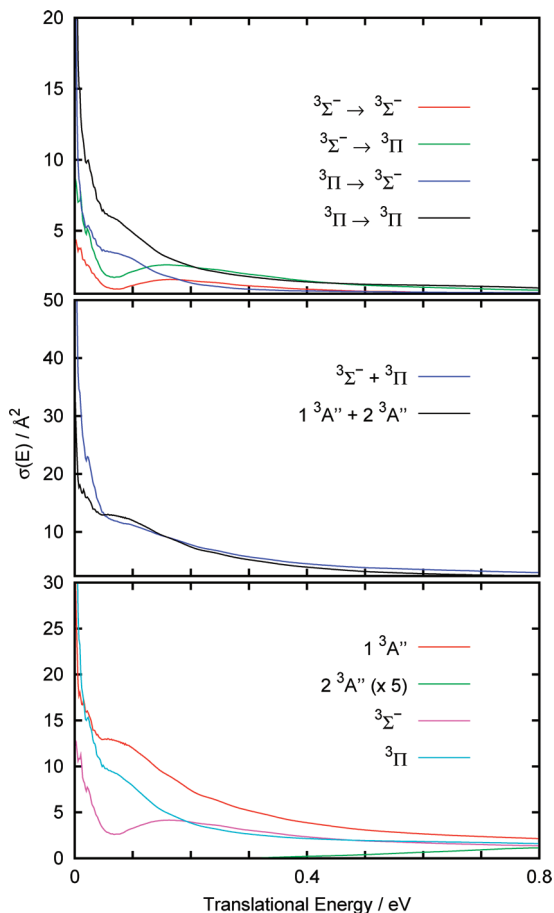 20
15
10
5
³Σ⁻ → ³Σ⁻
³Σ⁻ → ³Π
³Π → ³Σ⁻
³Π → ³Π
50
40
30
20
10
σ(E) / Å²
³Σ⁻ + ³Π
1 ³A’’ + 2 ³A’’
30
25
20
15
10
5
0
1 ³A’’
2 ³A’’ (x 5)
³Σ⁻
³Π
0 0.4 0.8
Translational Energy / eV